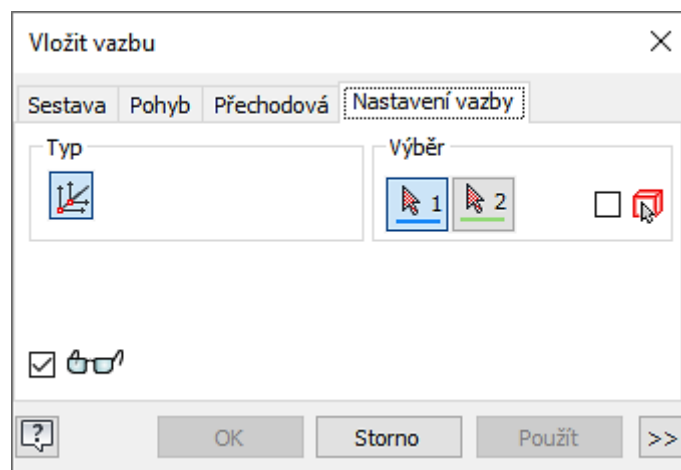 Vložit vazbu
Sestava Pohyb Přechodová Nastavení vazby
Typ Výběr
1 2
OK Storno Použít >>